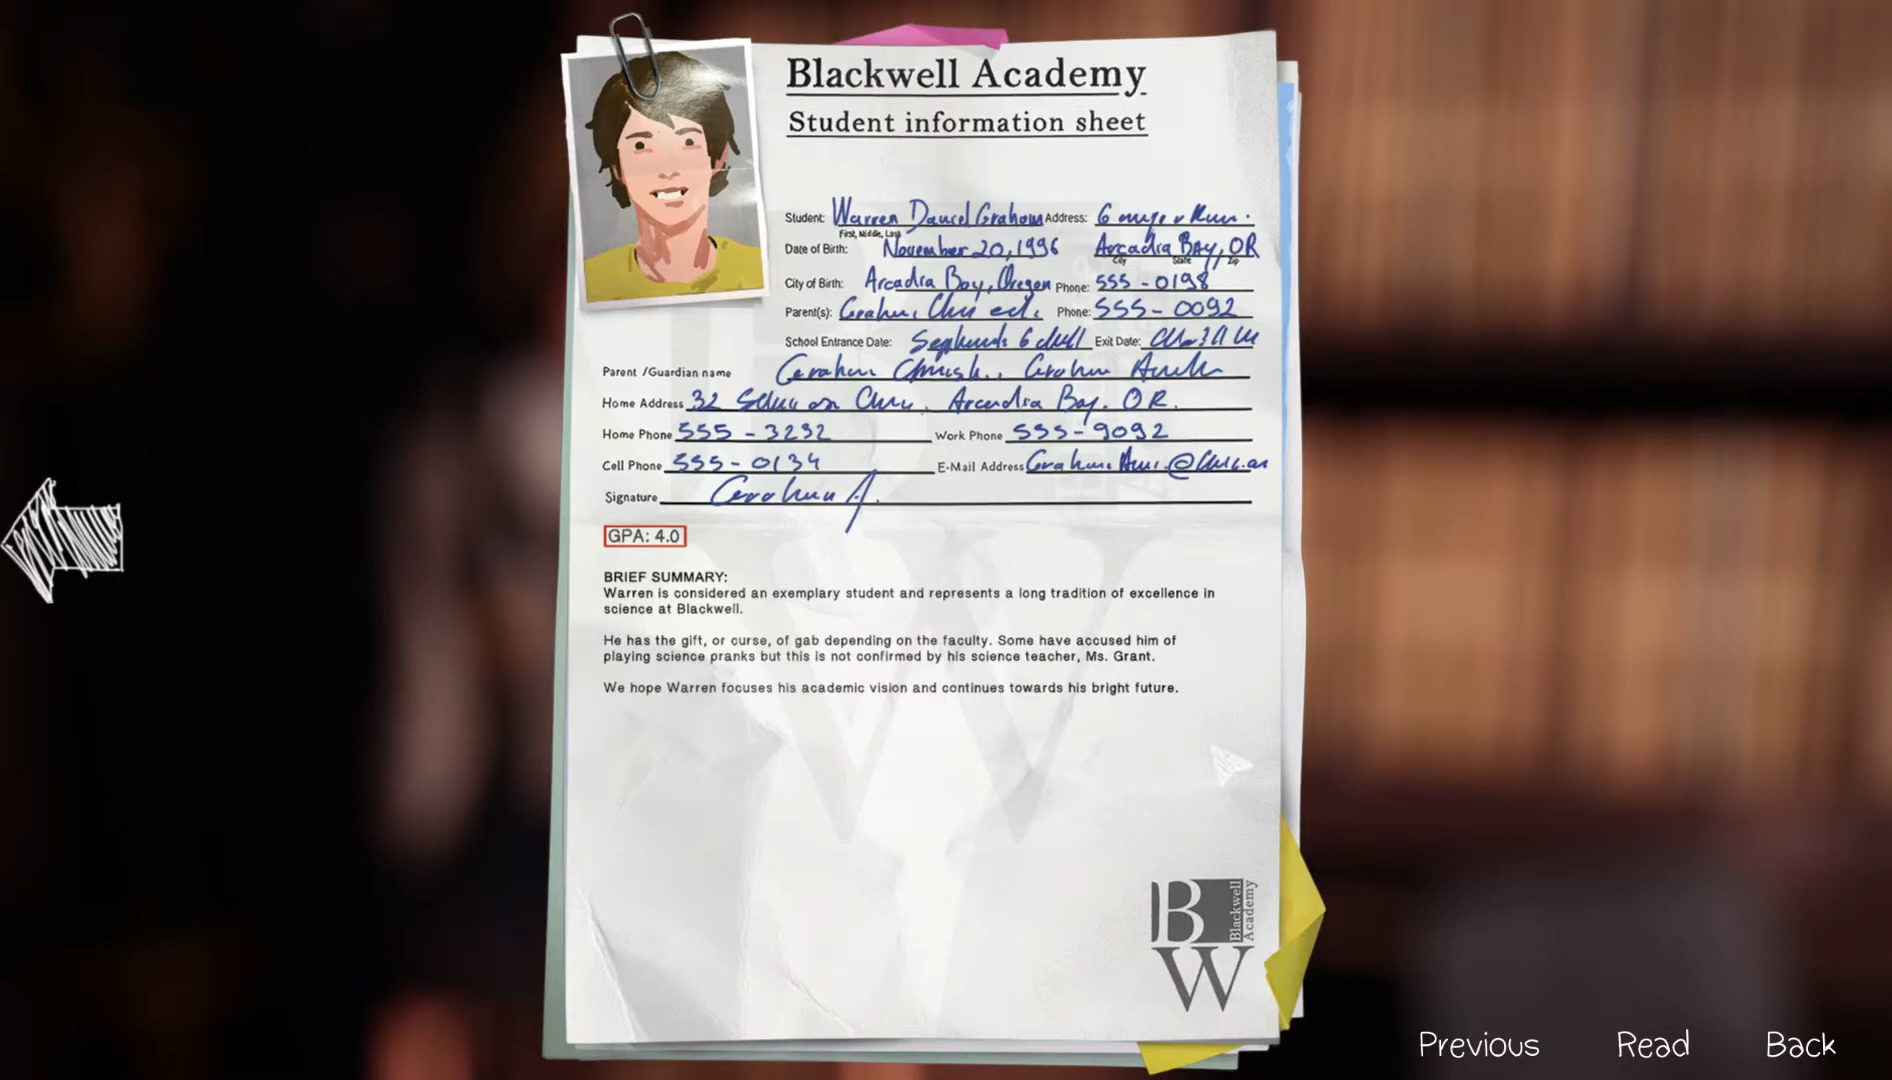 Blackwell Academy
Student information sheet
Student: Warren Daniel Graham Address:
First, Middle, Last
Date of Birth: November 20, 1996 Arcadia Bay, OR
City State Zip
City of Birth: Arcadia Bay, Oregon Phone: 555-0198
Parent(s): Graham Phone: 555-0092
School Entrance Date: Exit Date:
Parent /Guardian name Graham Graham
Home Address 32 Arcadia Bay. OR.
Home Phone 555-3232 Work Phone 555-9092
Cell Phone 555-0134 E-Mail Address
Signature Graham A.
GPA: 4.0
BRIEF SUMMARY:
Warren is considered an exemplary student and represents a long tradition of excellence in
science at Blackwell.
He has the gift, or curse, of gab depending on the faculty. Some have accused him of
playing science pranks but this is not confirmed by his science teacher, Ms. Grant.
We hope Warren focuses his academic vision and continues towards his bright future.
B Blackwell Academy
W
Previous Read Back